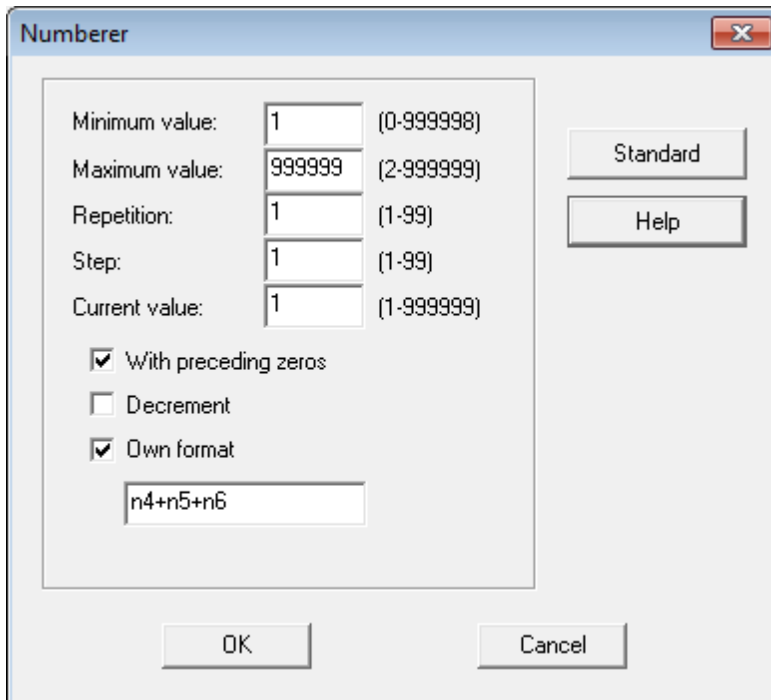 Numberer
Minimum value: 1 (0-999998)
Maximum value: 999999 (2-999999)
Repetition: 1 (1-99)
Step: 1 (1-99)
Current value: 1 (1-999999)
With preceding zeros
Decrement
Own format
n4+n5+n6
Standard
Help
OK Cancel